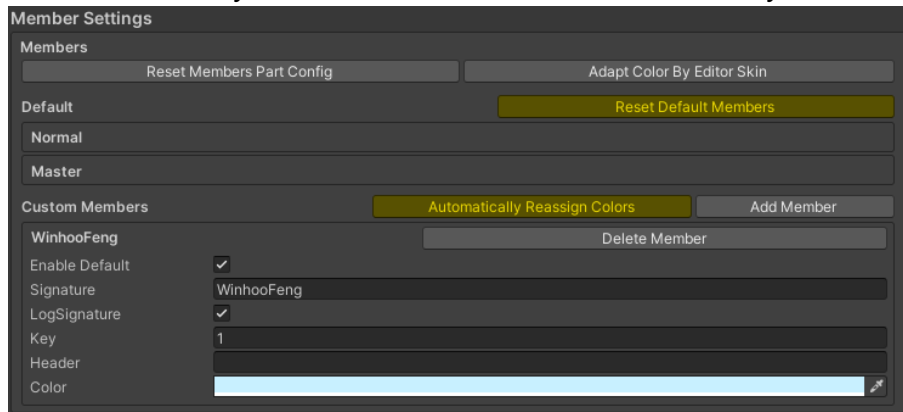 Member Settings
Members
Reset Members Part Config Adapt Color By Editor Skin
Default Reset Default Members
Normal
Master
Custom Members Automatically Reassign Colors Add Member
WinhooFeng Delete Member
Enable Default
Signature WinhooFeng
LogSignature
Key 1
Header
Color